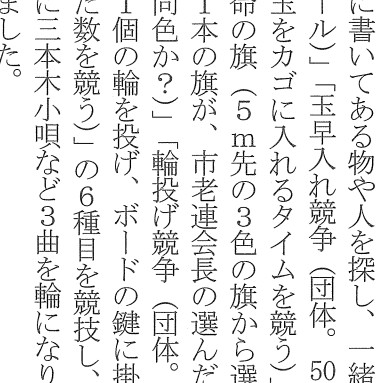 に書いてある物や人を探し、一緒
ール)」「玉早入れ競争(団体。50
玉をカゴに入れるタイムを競う)」
命の旗(5m先の3色の旗から選
1本の旗が、市老連会長の選んだ
同色か?)」「輪投げ競争(団体。
1個の輪を投げ、ボードの鍵に掛
た数を競う)」の6種目を競技し、
に三本木小唄など3曲を輪になり
ました。